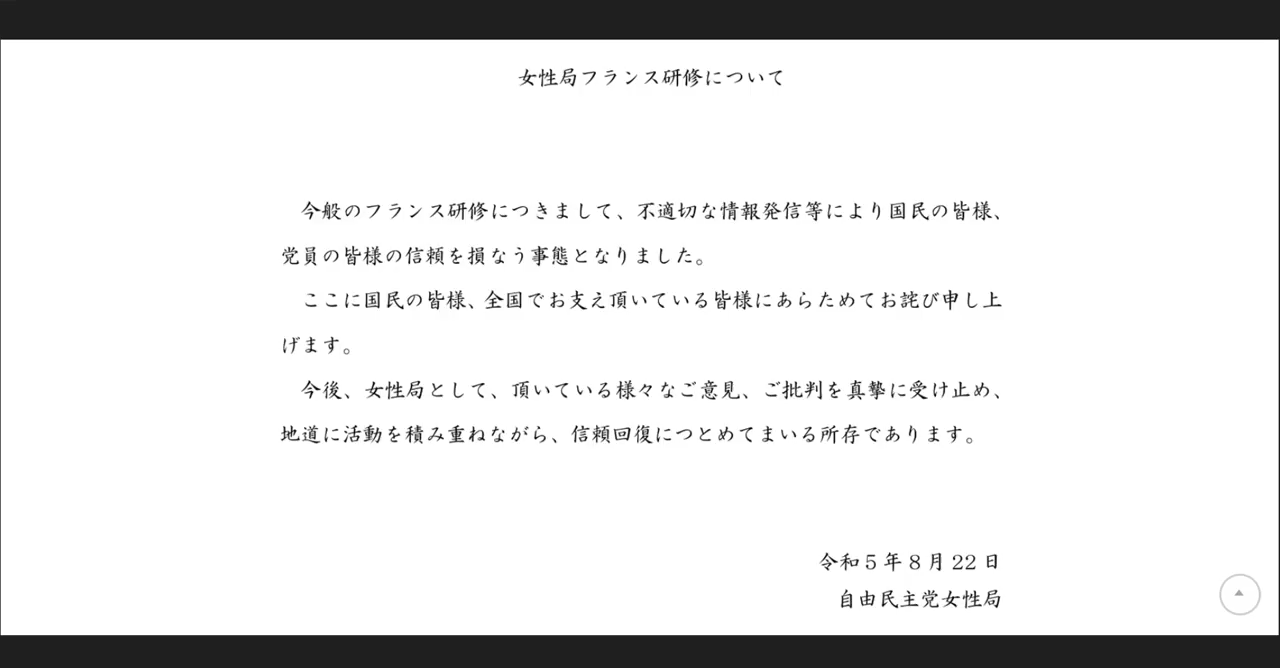 女性局フランス研修について
今般のフランス研修につきまして、不適切な情報発信等により国民の皆様、
党員の皆様の信頼を損なう事態となりました。
ここに国民の皆様、全国でお支え頂いている皆様にあらためてお詫び申し上
げます。
今後、女性局として、頂いている様々なご意見、ご批判を真摯に受け止め、
地道に活動を積み重ねながら、信頼回復につとめてまいる所存であります。
令和5年8月22日
自由民主党女性局